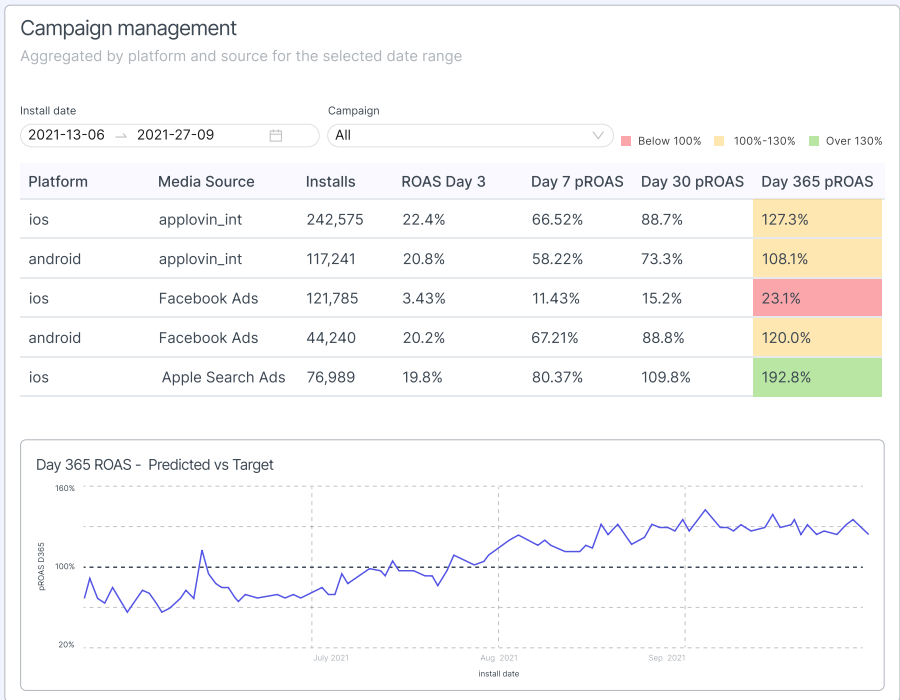 Campaign management
Aggregated by platform and source for the selected date range
Install date Campaign
2021-13-06 → 2021-27-09 All
Below 100% 100%-130% Over 130%
Platform Media Source Installs ROAS Day 3 Day 7 pROAS Day 30 pROAS Day 365 pROAS
ios applovin_int 242,575 22.4% 66.52% 88.7% 127.3%
android applovin_int 117,241 20.8% 58.22% 73.3% 108.1%
ios Facebook Ads 121,785 3.43% 11.43% 15.2% 23.1%
android Facebook Ads 44,240 20.2% 67.21% 88.8% 120.0%
ios Apple Search Ads 76,989 19.8% 80.37% 109.8% 192.8%
Day 365 ROAS - Predicted vs Target
160%
pROAS D365
100%
20%
July 2021 Aug 2021 Sep 2021
install date